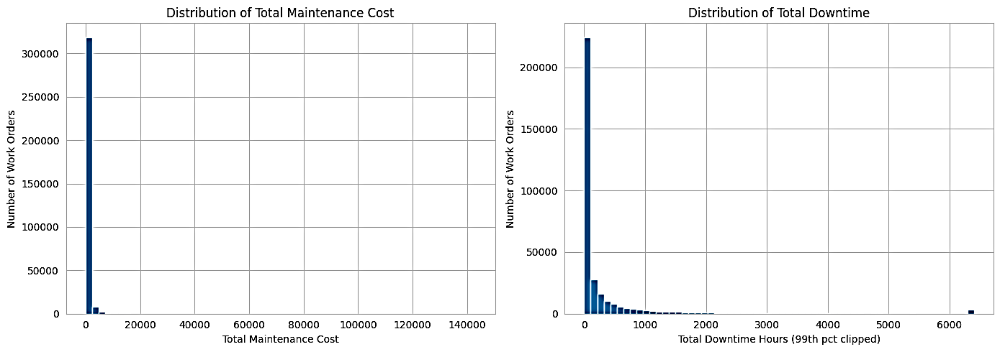 Distribution of Total Maintenance Cost
Number of Work Orders
300000
250000
200000
150000
100000
50000
0
0 20000 40000 60000 80000 100000 120000 140000
Total Maintenance Cost
Distribution of Total Downtime
Number of Work Orders
200000
150000
100000
50000
0
0 1000 2000 3000 4000 5000 6000
Total Downtime Hours (99th pct clipped)